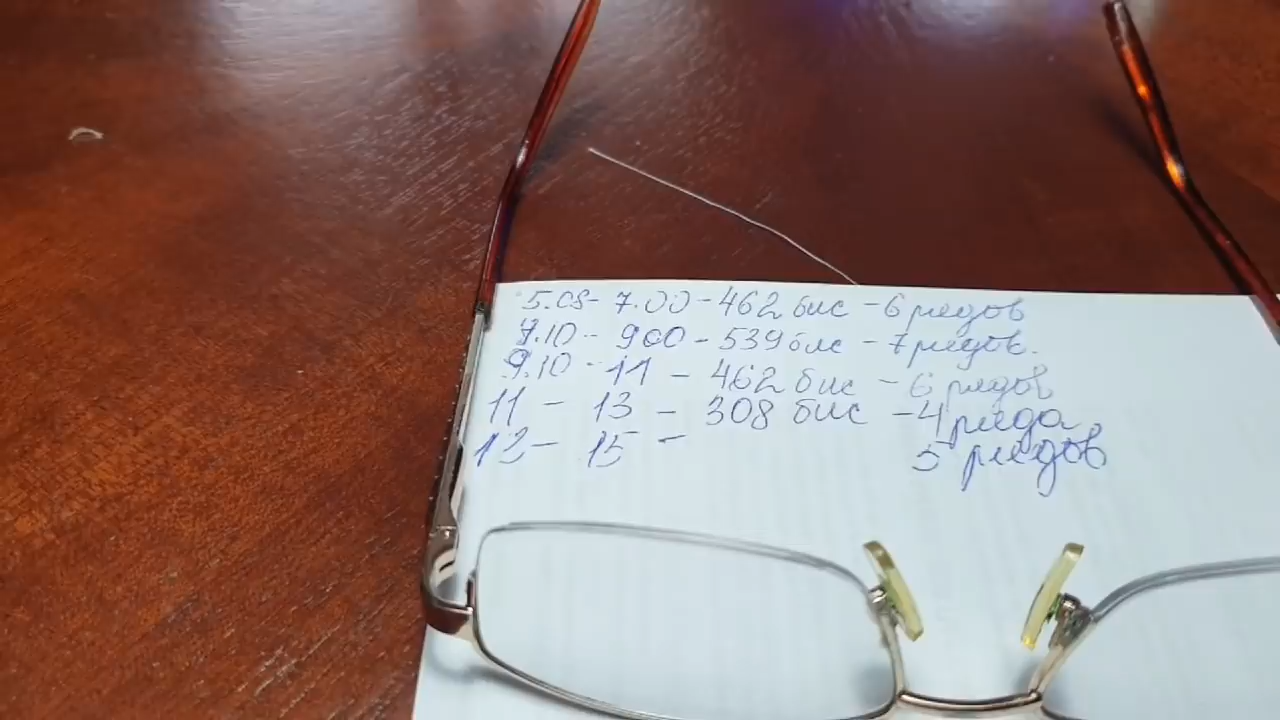 5.08 - 7.00 - 462 бис - 6 рядов
7.10 - 900 - 539 бис - 7 рядов.
9.10 - 11 - 462 бис - 6 рядов
11 - 13 - 308 бис - 4 ряда
12 - 15 - 5 рядов